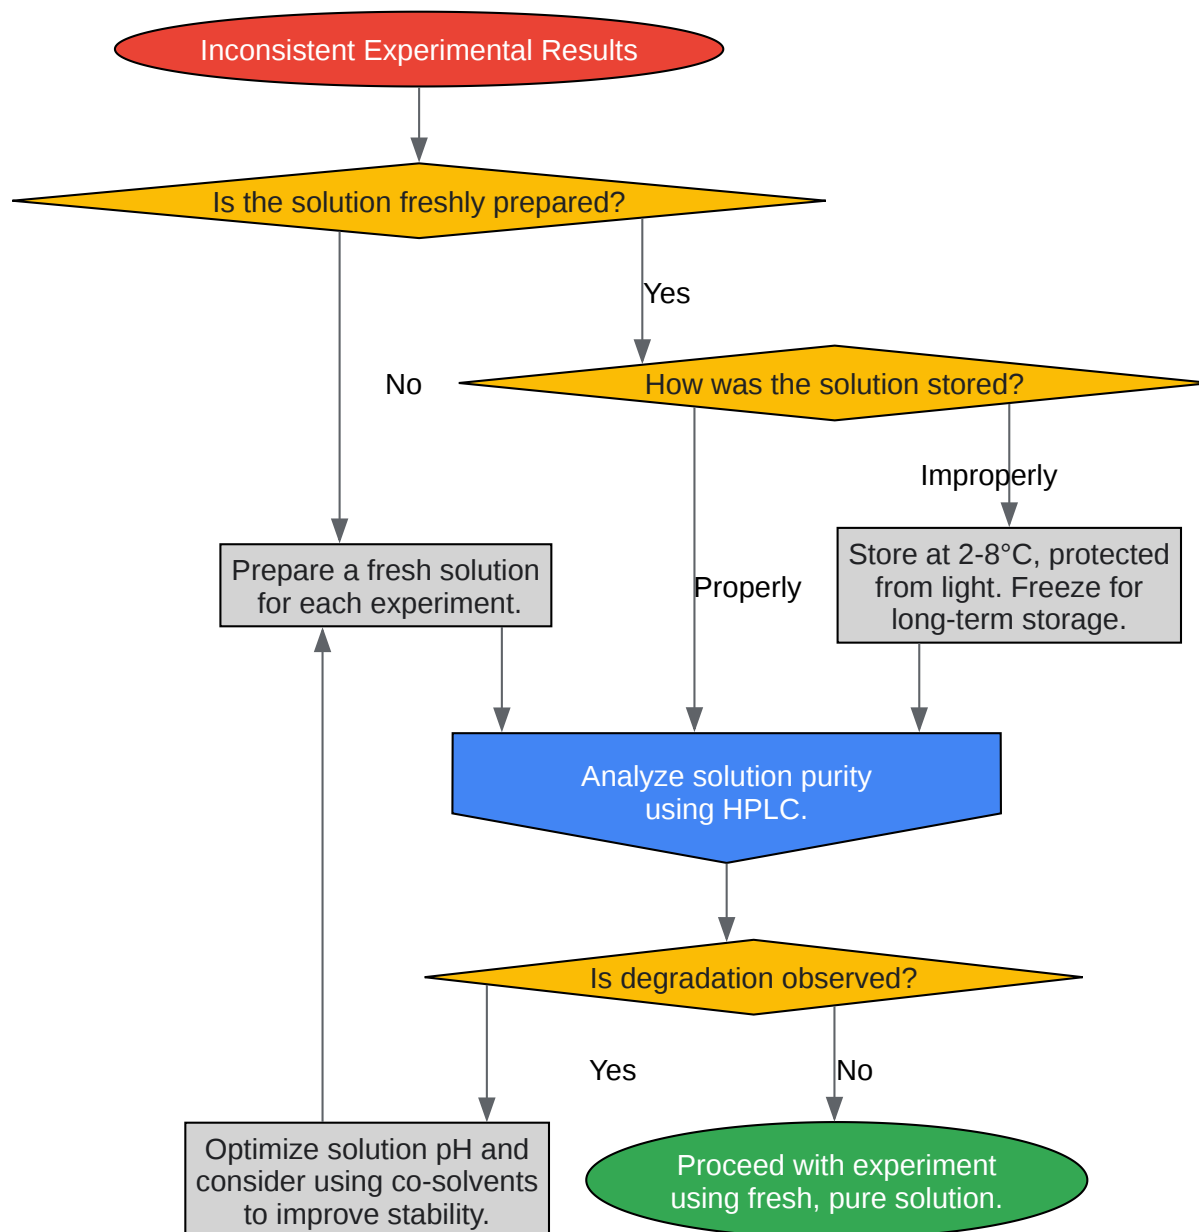 Inconsistent Experimental Results
Is the solution freshly prepared?
Yes
How was the solution stored?
No
Improperly
Store at 2-8°C, protected
from light. Freeze for
long-term storage.
Prepare a fresh solution
for each experiment.
Properly
Analyze solution purity
using HPLC.
Is degradation observed?
Yes
No
Optimize solution pH and
consider using co-solvents
to improve stability.
Proceed with experiment
using fresh, pure solution.